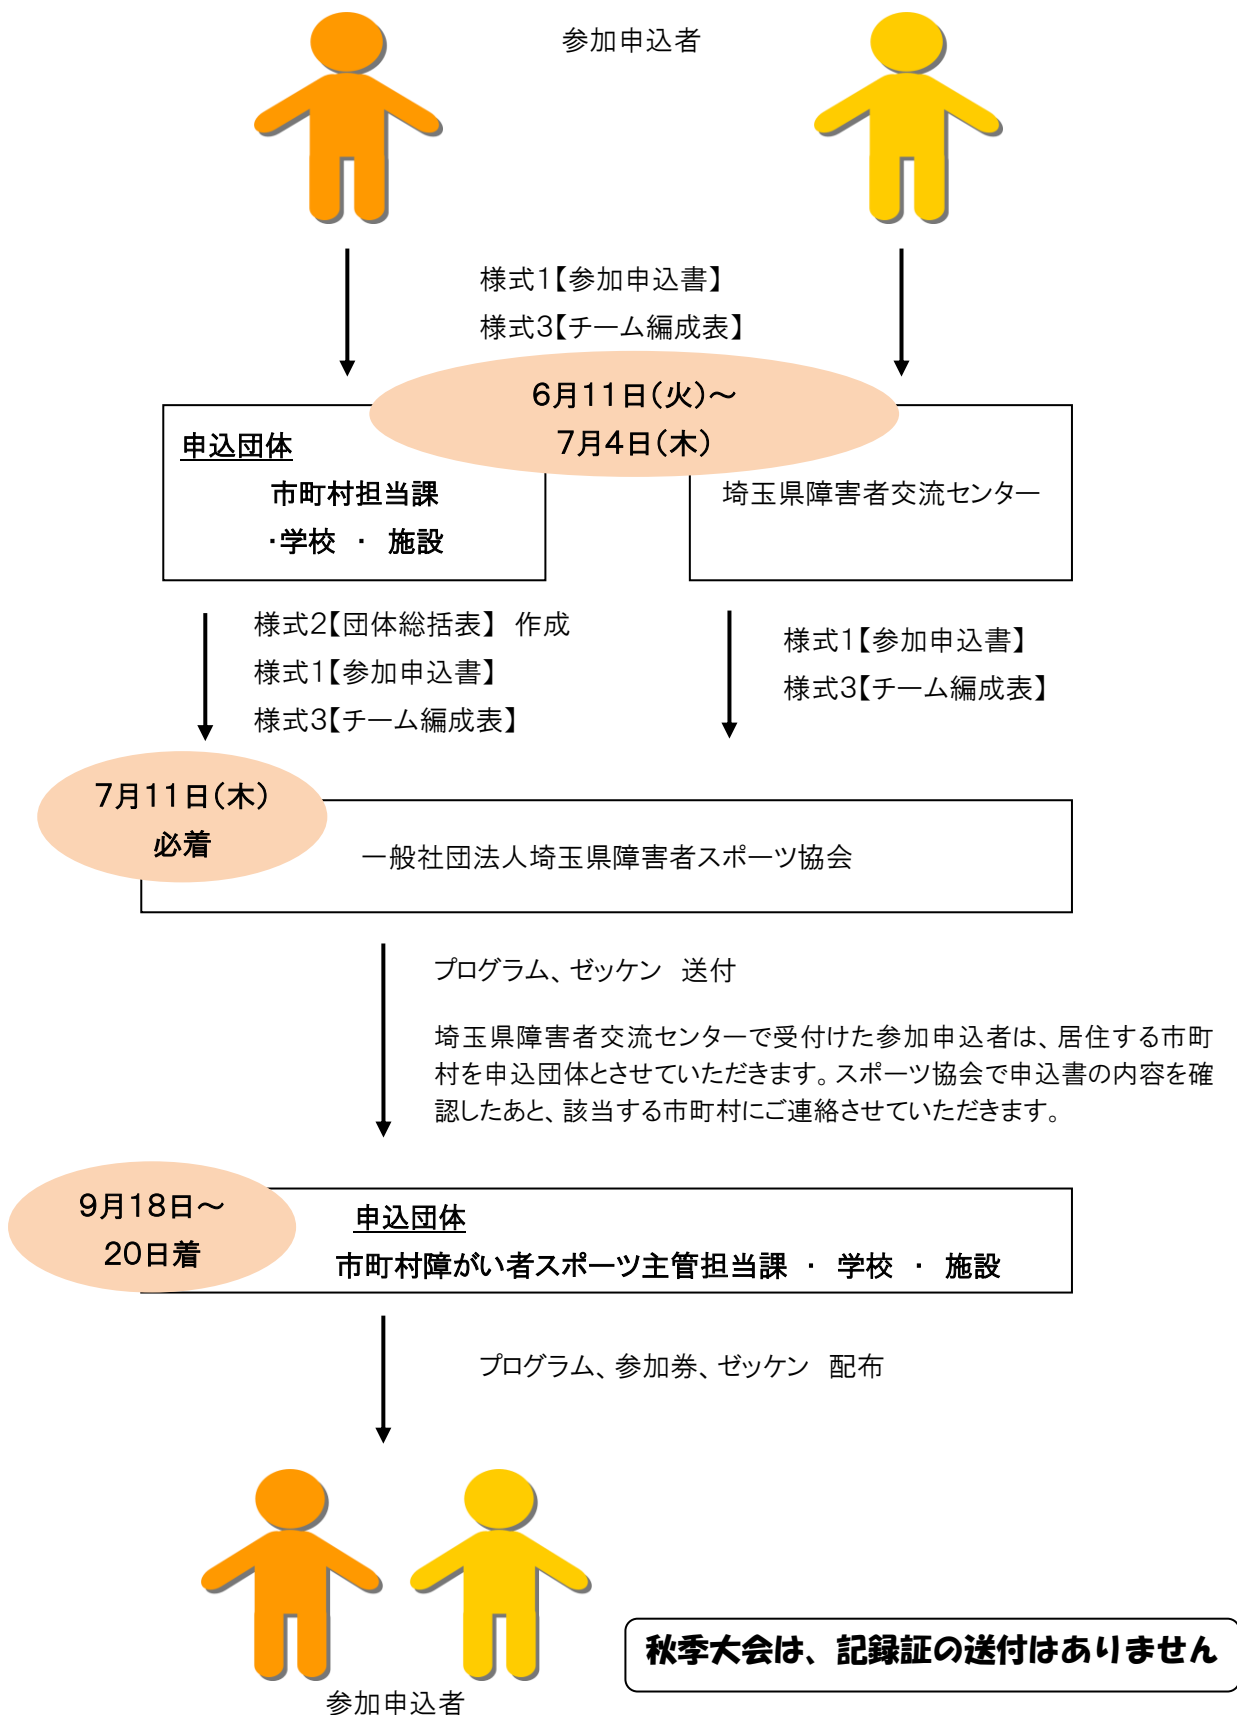 参加申込者
様式1【参加申込書】
様式3【チーム編成表】
6月11日(火)～
7月4日(木)
申込団体
市町村担当課
・学校 ・ 施設
埼玉県障害者交流センター
様式2【団体総括表】 作成
様式1【参加申込書】
様式3【チーム編成表】
様式1【参加申込書】
様式3【チーム編成表】
7月11日(木)
必着
一般社団法人埼玉県障害者スポーツ協会
プログラム、ゼッケン 送付
埼玉県障害者交流センターで受付けた参加申込者は、居住する市町
村を申込団体とさせていただきます。スポーツ協会で申込書の内容を確
認したあと、該当する市町村にご連絡させていただきます。
9月18日～
20日着
申込団体
市町村障がい者スポーツ主管担当課 ・ 学校 ・ 施設
プログラム、参加券、ゼッケン 配布
秋季大会は、記録証の送付はありません
参加申込者